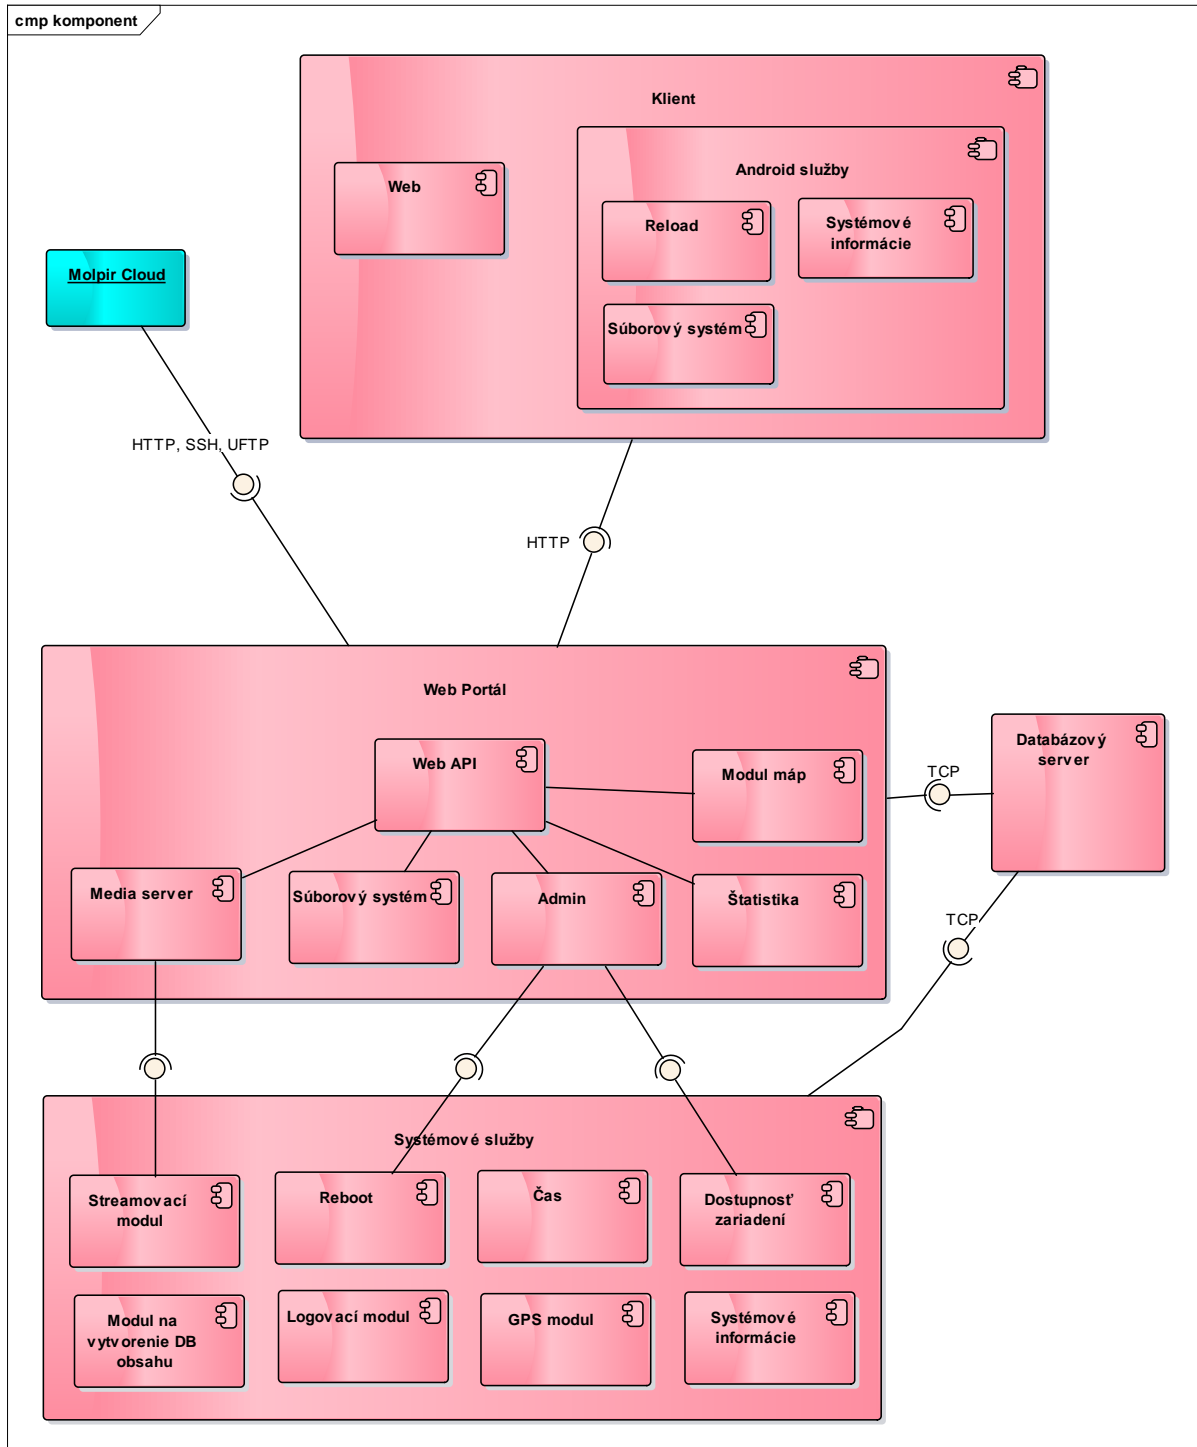 cmp komponent
Klient
Android služby
Web
Reload
Systémové
informácie
Súborový systém
Molpir Cloud
HTTP, SSH, UFTP
HTTP
Web Portál
Web API
Modul máp
TCP
Databázový
server
Media server
Súborový systém
Admin
Štatistika
TCP
Systémové služby
Streamovací
modul
Reboot
Čas
Dostupnosť
zariadení
Modul na
vytvorenie DB
obsahu
Logovací modul
GPS modul
Systémové
informácie